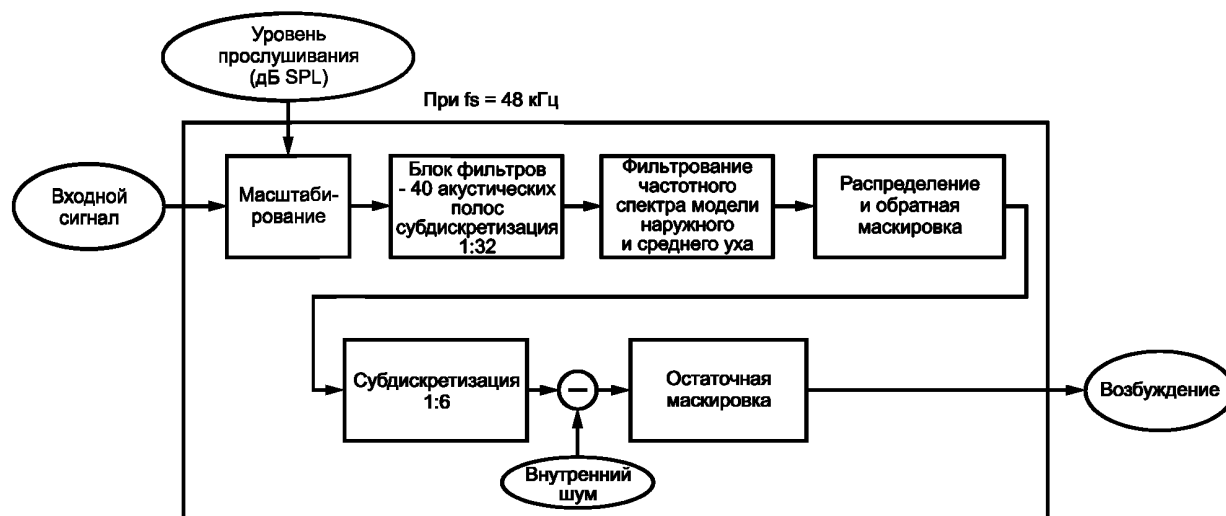 Уровень
прослушивания
(дБ SPL)
При fs = 48 кГц
Входной
сигнал
Масштаби-
рование
Блок фильтров
- 40 акустических
полос
субдискретизация
1:32
Фильтрование
частотного
спектра модели
наружного
и среднего уха
Распределение
и обратная
маскировка
Субдискретизация
1:6
−
Остаточная
маскировка
Возбуждение
Внутренний
шум